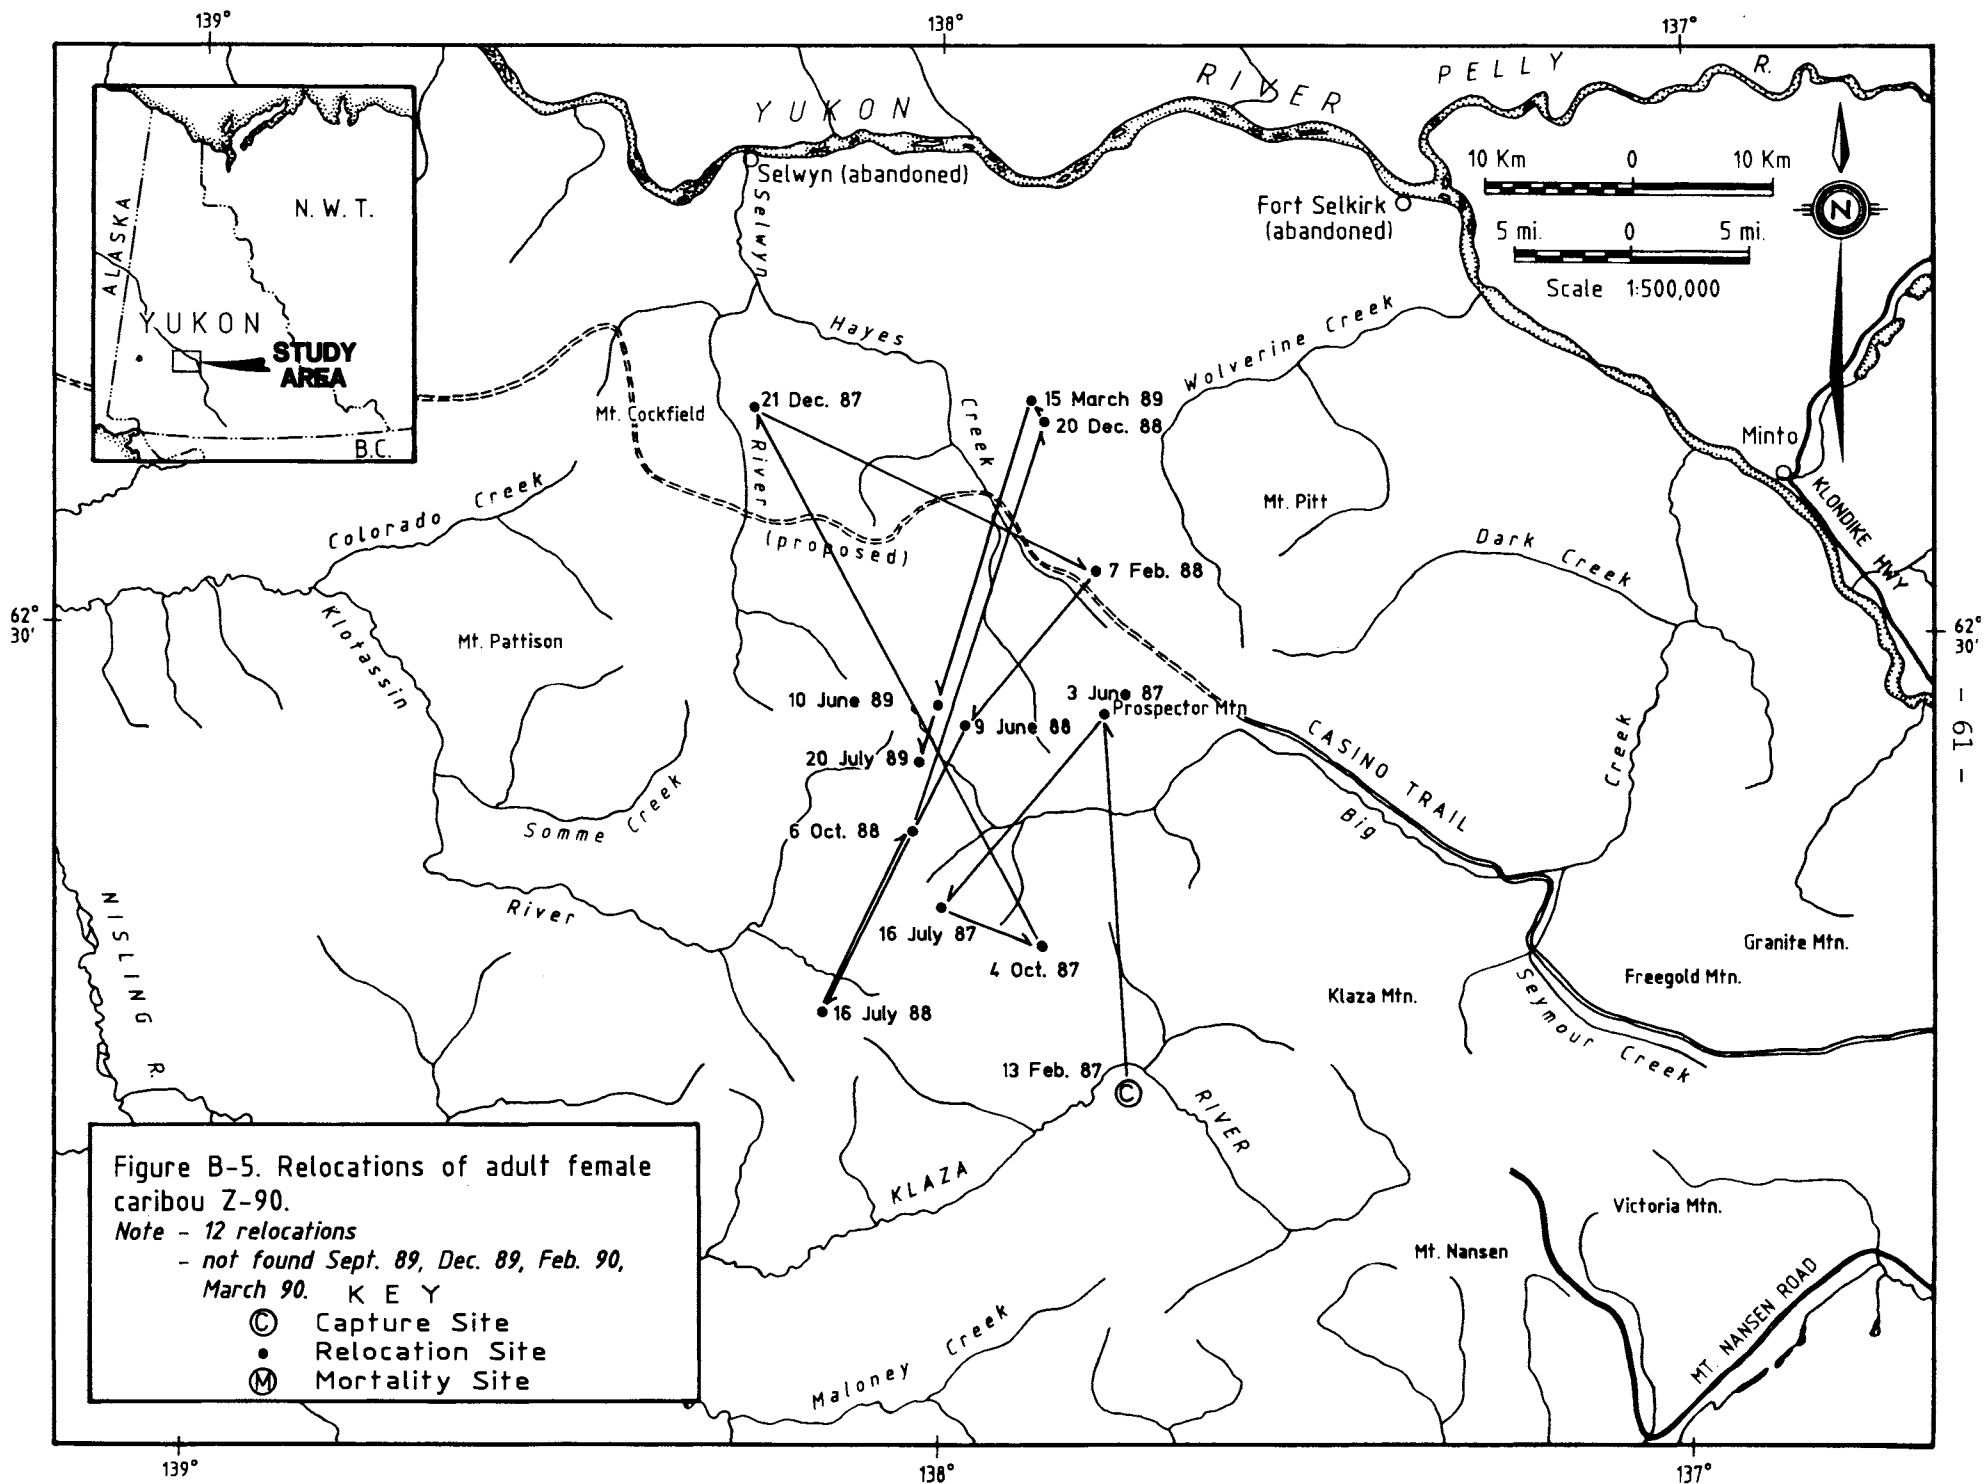 139°
138°
137°
YUKON
RIVER
PELLY
R.
Selwyn (abandoned)
Fort Selkirk
(abandoned)
10 Km 0 10 Km
5 mi. 0 5 mi.
Scale 1:500,000
N
ALASKA
N.W.T.
YUKON
STUDY
AREA
B.C.
Selwyn
River
Hayes
Creek
Wolverine Creek
Mt. Cockfield
21 Dec. 87
15 March 89
20 Dec. 88
Minto
KLONDIKE HWY
Colorado Creek
(proposed)
Mt. Pitt
Dark Creek
7 Feb. 88
62°
30'
62°
30'
Klotassin
Mt. Pattison
10 June 89
3 June 87
Prospector Mtn
9 June 88
20 July 89
- 61 -
CASINO TRAIL
Big
Creek
Somme Creek
6 Oct. 88
River
16 July 87
4 Oct. 87
NISLING R.
16 July 88
Klaza Mtn.
Granite Mtn.
Freegold Mtn.
Seymour Creek
13 Feb. 87
C
KLAZA
RIVER
Victoria Mtn.
Mt. Nansen
MT. NANSEN ROAD
Maloney Creek
Figure B-5. Relocations of adult female
caribou Z-90.
Note - 12 relocations
- not found Sept. 89, Dec. 89, Feb. 90,
March 90. KEY
C Capture Site
• Relocation Site
M Mortality Site
139°
138°
137°